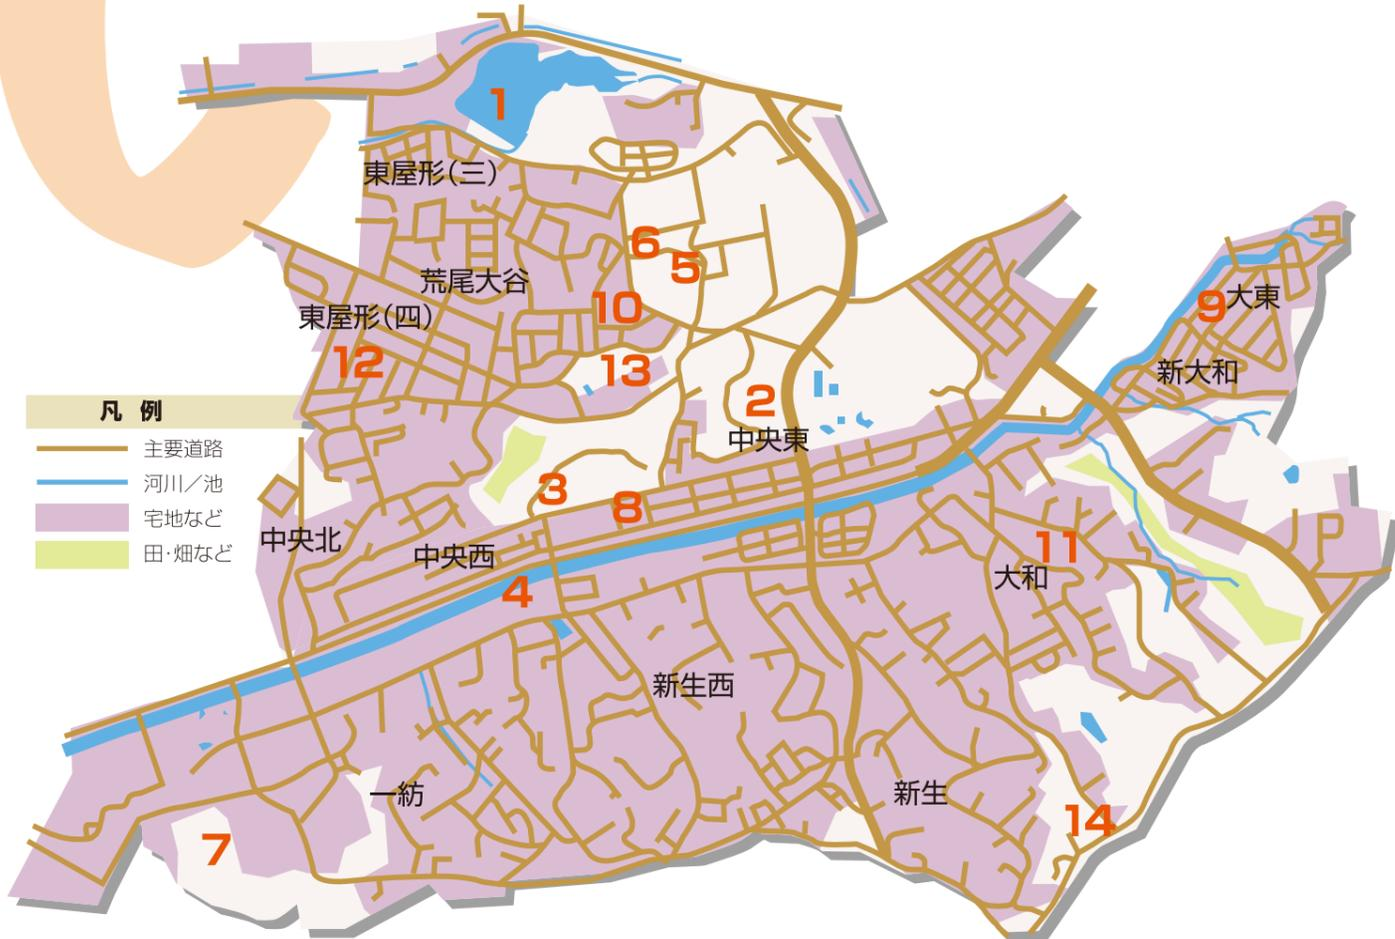 1
東屋形(三)
6
5
荒尾大谷
10
9
大東
東屋形(四)
12
13
新大和
2
中央東
凡 例
主要道路
河川／池
宅地など
田・畑など
3
8
中央北
中央西
4
11
大和
新生西
一紡
新生
14
7